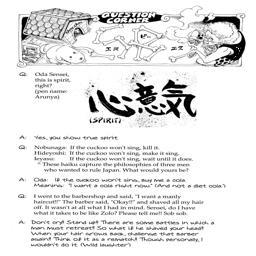 QUESTION CORNER
Q: Oda Sensei,
this is spirit,
right?
(pen name:
Arunya)
心意気
(SPIRIT)
A: Yes, you show true spirit.
Q: Nobunaga: If the cuckoo won't sing, kill it.
Hideyoshi: If the cuckoo won't sing, make it sing.
Ieyasu: If the cuckoo won't sing, wait until it does.
These haiku capture the philosophies of three men
who wanted to rule Japan. What would yours be?
A: Oda: If the cuckoo won't sing, buy me a cola.
Meaning: "I want a cola right now." (And not a diet cola.)
Q: I went to the barbershop and said, "I want a manly
haircut!" The barber said, "Okay!!" and shaved all my hair
off. It wasn't at all what I had in mind. Sensei, do I have
what it takes to be like Zolo? Please tell me! Sob sob.
A: Don't cry! Stand up! There are some battles in which a
man must retreat! So what if he shaved your head!
When your hair grows back, challenge that barber
again! Think of it as a rematch! Though personally, I
wouldn't do it. (Wild laughter)